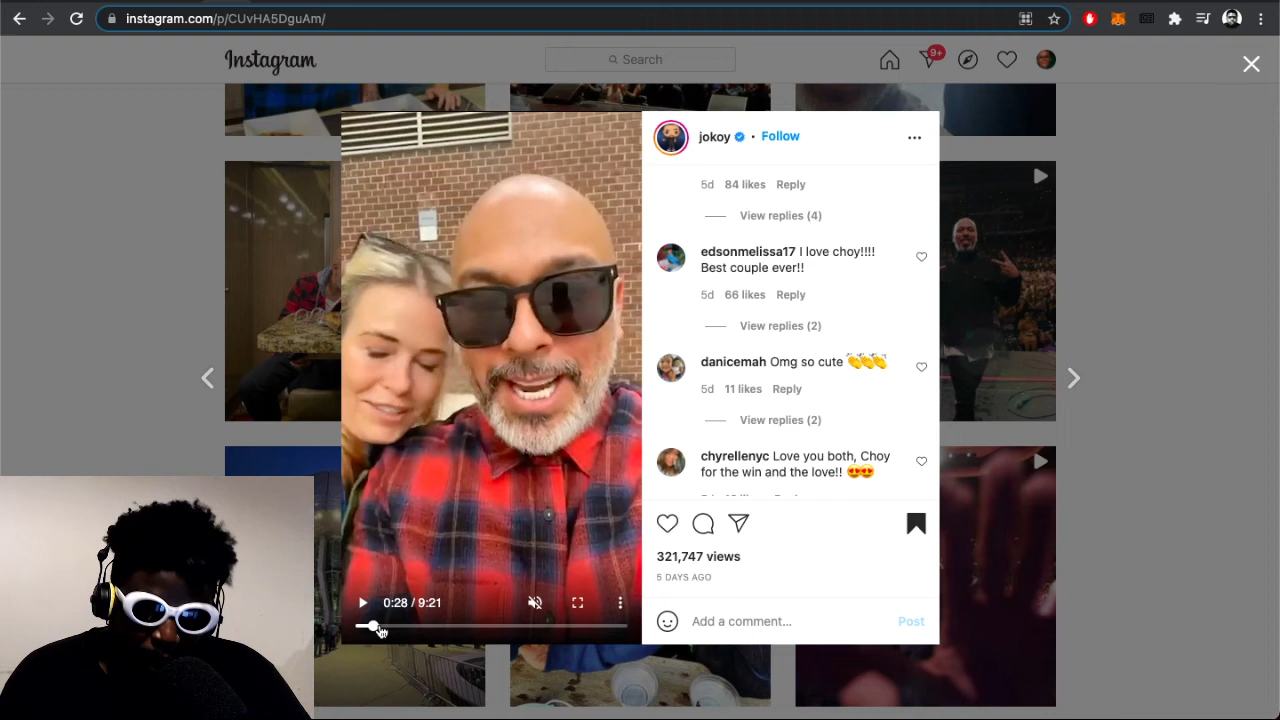 instagram.com/p/CUvHA5DguAm/
Instagram
Search
9+
jokoy • Follow
5d 84 likes Reply
View replies (4)
edsonmelissa17 I love choy!!!!
Best couple ever!!
5d 66 likes Reply
View replies (2)
danicemah Omg so cute 👏👏👏
5d 11 likes Reply
View replies (2)
chyrellenyc Love you both, Choy
for the win and the love!! 😍😍
321,747 views
5 DAYS AGO
0:28 / 9:21
Add a comment... Post